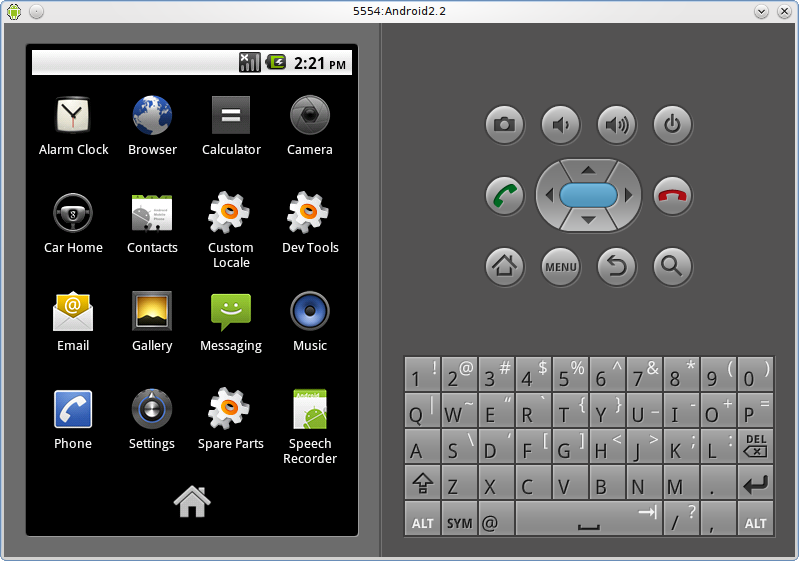 5554:Android2.2
2:21 PM
Alarm Clock Browser Calculator Camera
Car Home Contacts Custom Locale Dev Tools
Email Gallery Messaging Music
Phone Settings Spare Parts Speech Recorder
Android
MENU
1 ! 2 @ 3 # 4 $ 5 % 6 ^ 7 & 8 * 9 ( 0 )
Q | W ~ E “ R ` T { Y } U _ I - O + P =
A S \ D ‘ F [ G ] H < J > K ; L : DEL
Z X C V B N M .
ALT SYM @ / ? , ALT